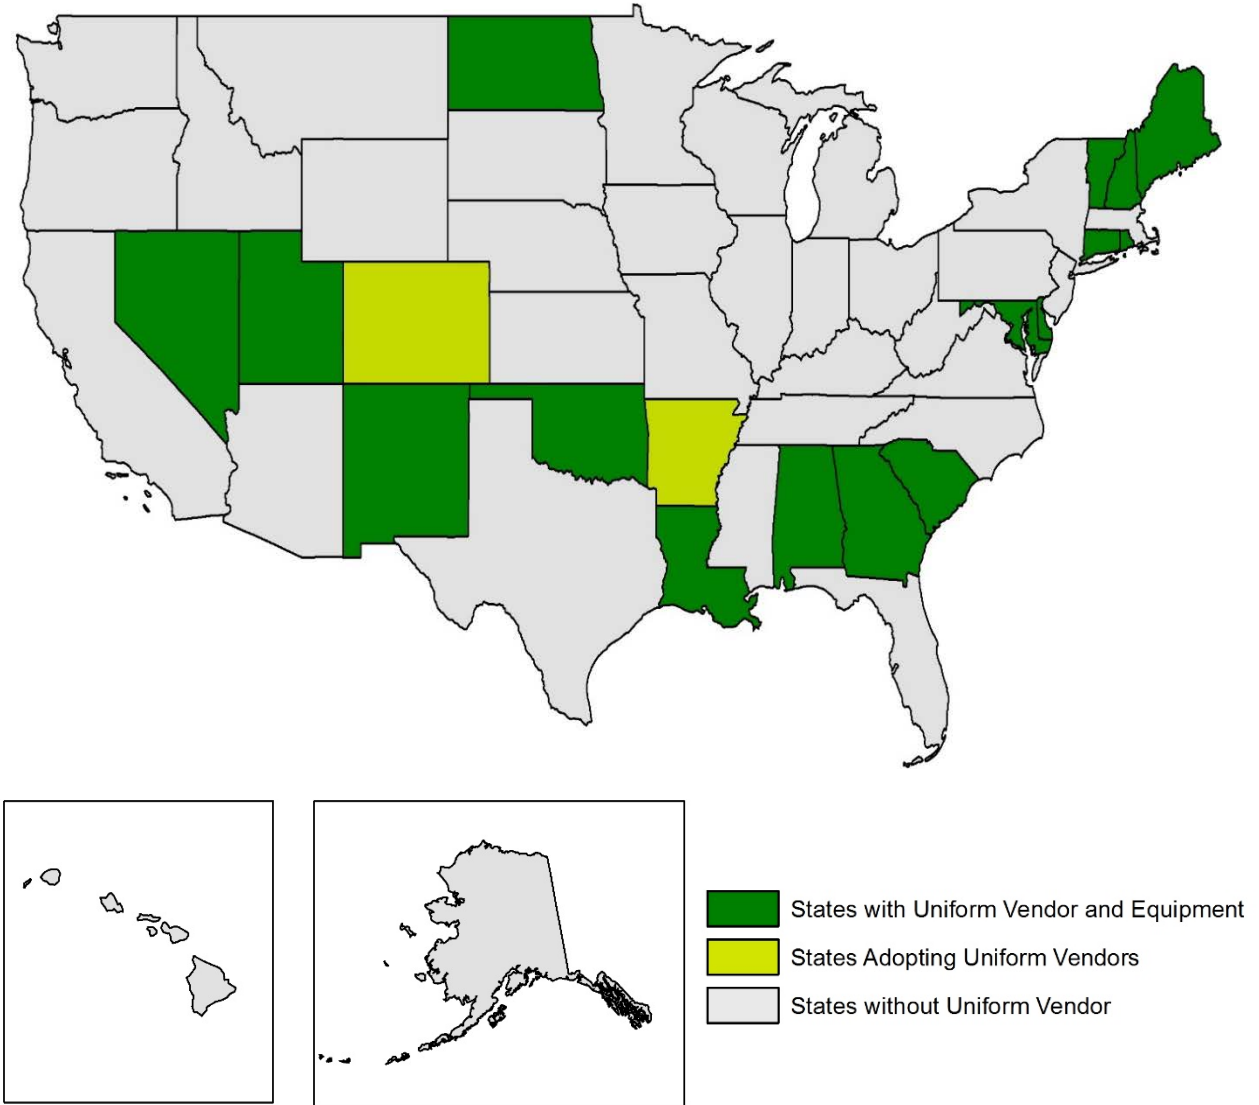 States with Uniform Vendor and Equipment
States Adopting Uniform Vendors
States without Uniform Vendor